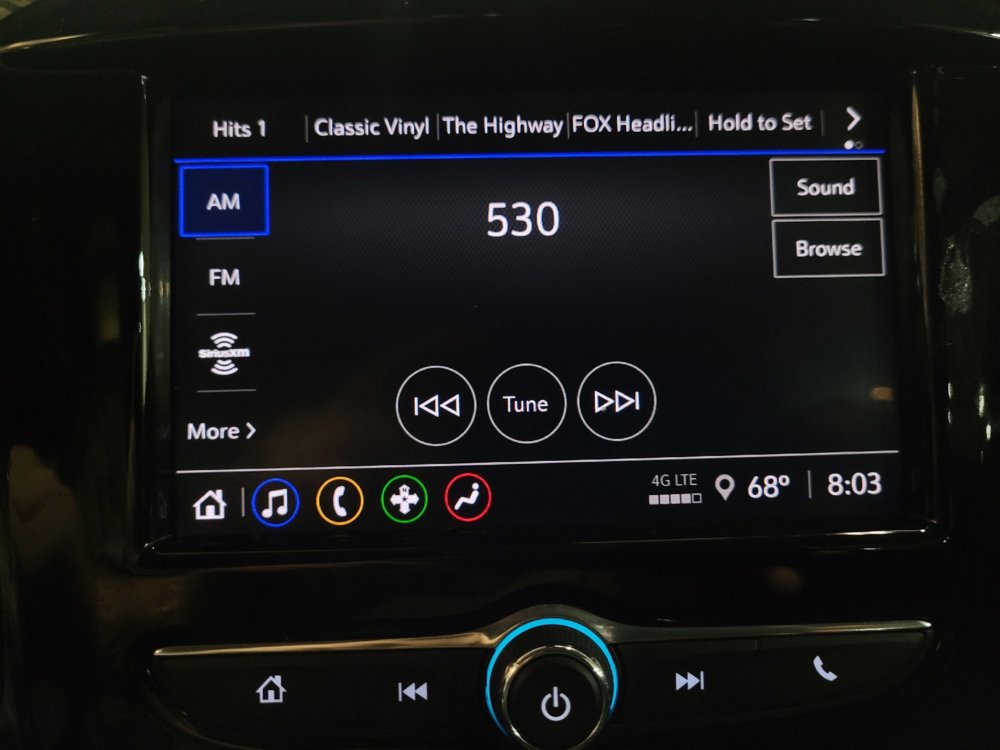 Hits 1 Classic Vinyl The Highway FOX Headli... Hold to Set
AM
530
Sound
FM
Browse
SiriusXM
Tune
More
4G LTE 68° 8:03